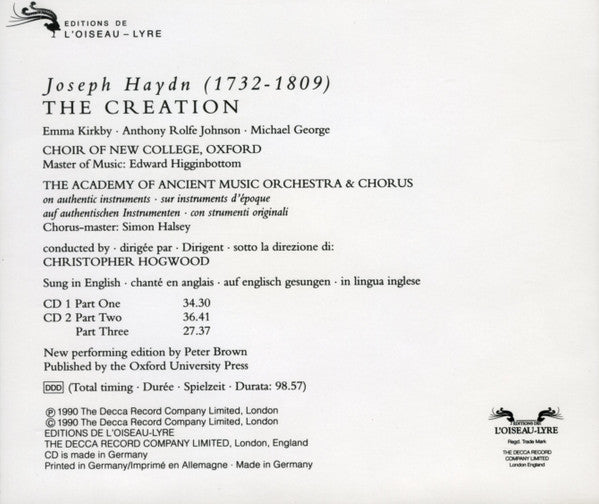 EDITIONS DE
L'OISEAU–LYRE
Joseph Haydn (1732-1809)
THE CREATION
Emma Kirkby · Anthony Rolfe Johnson · Michael George
CHOIR OF NEW COLLEGE, OXFORD
Master of Music: Edward Higginbottom
THE ACADEMY OF ANCIENT MUSIC ORCHESTRA & CHORUS
on authentic instruments · sur instruments d'époque
auf authentischen Instrumenten · con strumenti originali
Chorus-master: Simon Halsey
conducted by · dirigée par · Dirigent · sotto la direzione di:
CHRISTOPHER HOGWOOD
Sung in English · chanté en anglais · auf englisch gesungen · in lingua inglese
CD 1 Part One 34.30
CD 2 Part Two 36.41
Part Three 27.37
New performing edition by Peter Brown
Published by the Oxford University Press
DDD (Total timing · Durée · Spielzeit · Durata: 98.57)
℗ 1990 The Decca Record Company Limited, London
© 1990 The Decca Record Company Limited, London
EDITIONS DE L'OISEAU-LYRE
THE DECCA RECORD COMPANY LIMITED, London, England
CD is made in Germany
Printed in Germany/Imprimé en Allemagne · Made in Germany
EDITIONS DE
L'OISEAU-LYRE
Regd. Trade Mark
THE DECCA RECORD
COMPANY LIMITED
London England